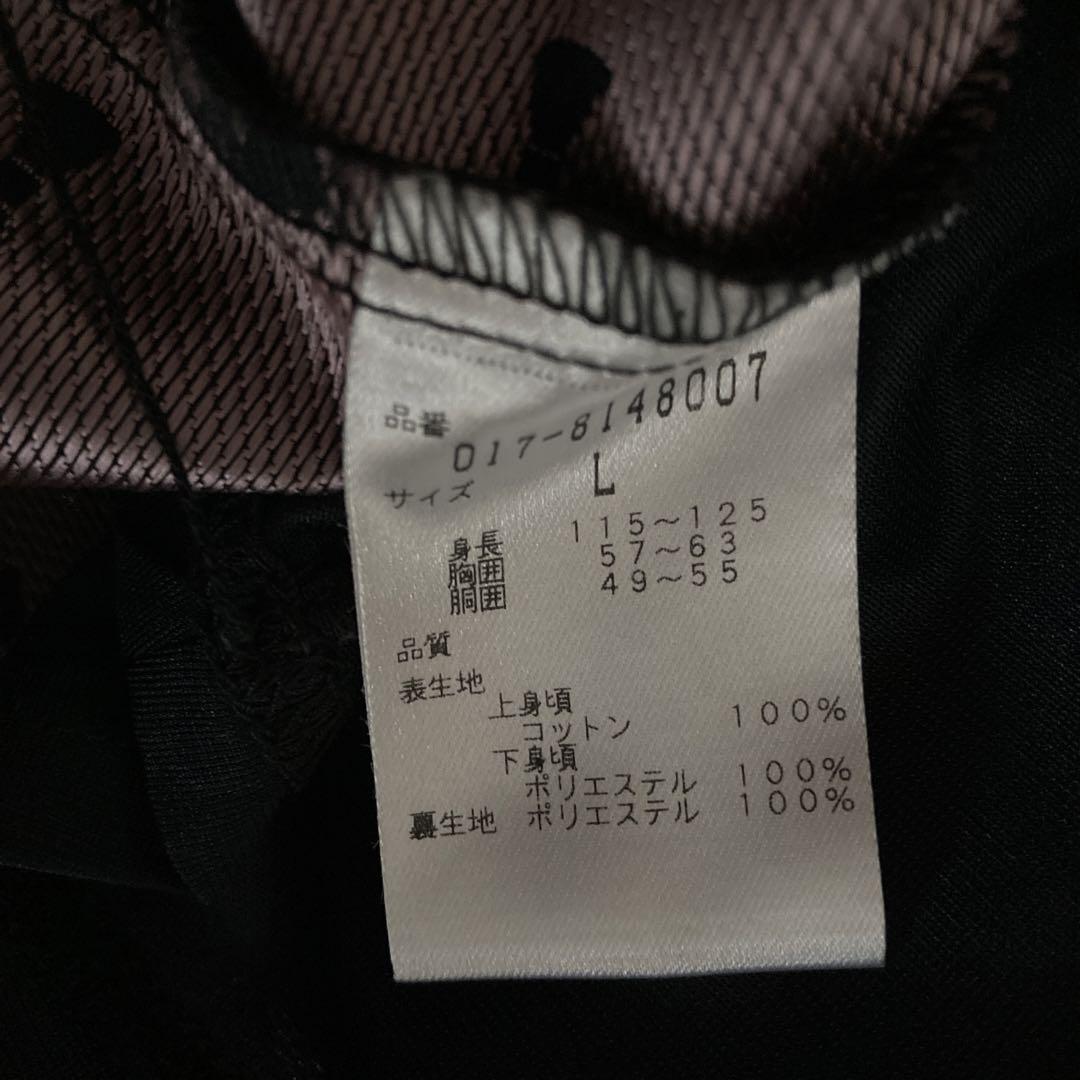 品番
017-8148007
サイズ L
身長 115～125
胸囲 57～63
胴囲 49～55
品質
表生地
上身頃
コットン 100%
下身頃
ポリエステル 100%
裏生地 ポリエステル 100%